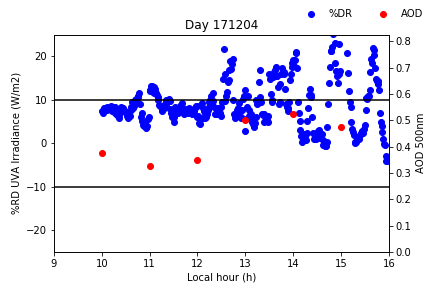 %DR AOD
Day 171204
20
10
0
−10
−20
%RD UVA Irradiance (W/m2)
0.8
0.7
0.6
0.5
0.4
0.3
0.2
0.1
0.0
AOD 500nm
9 10 11 12 13 14 15 16
Local hour (h)